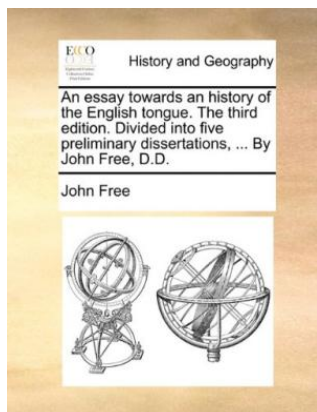 ECCO
History and Geography
An essay towards an history of
the English tongue. The third
edition. Divided into five
preliminary dissertations, ... By
John Free, D.D.
John Free